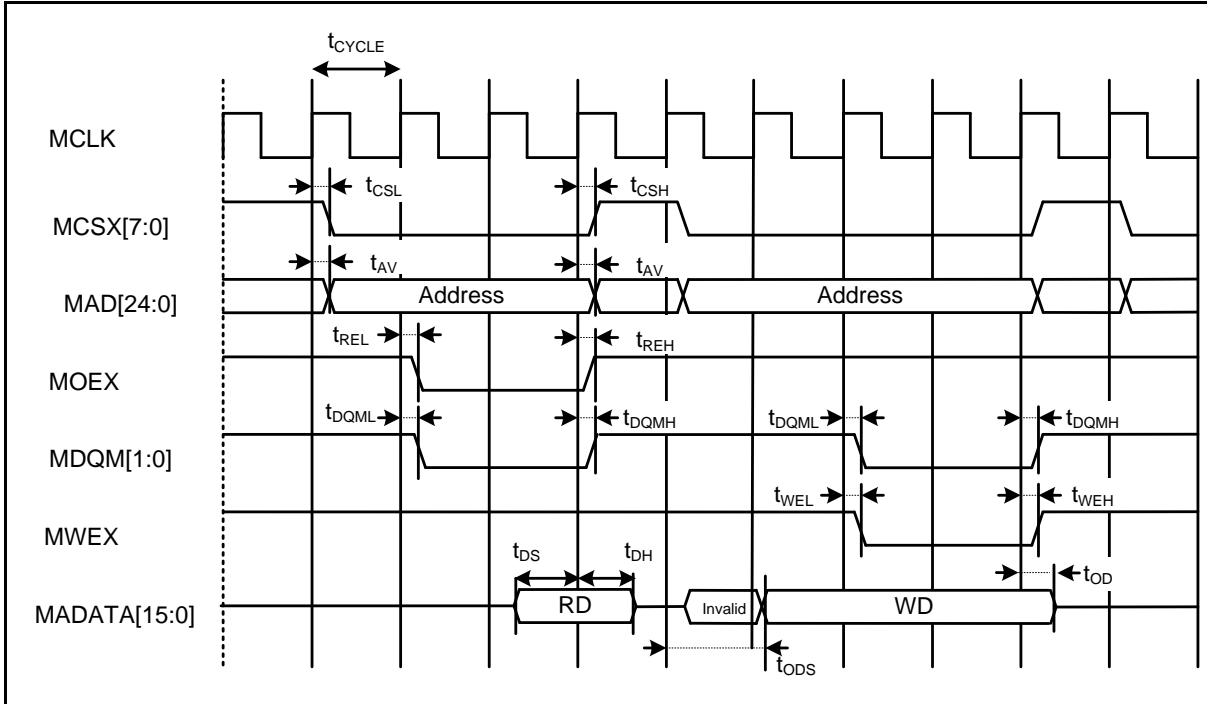 tCYCLE
MCLK
tCSL
tCSH
MCSX[7:0]
tAV
tAV
MAD[24:0]
Address
Address
tREL
tREH
MOEX
tDQML
tDQMH
tDQML
tDQMH
MDQM[1:0]
tWEL
tWEH
MWEX
tDS
tDH
tOD
MADATA[15:0]
RD
Invalid
WD
tODS